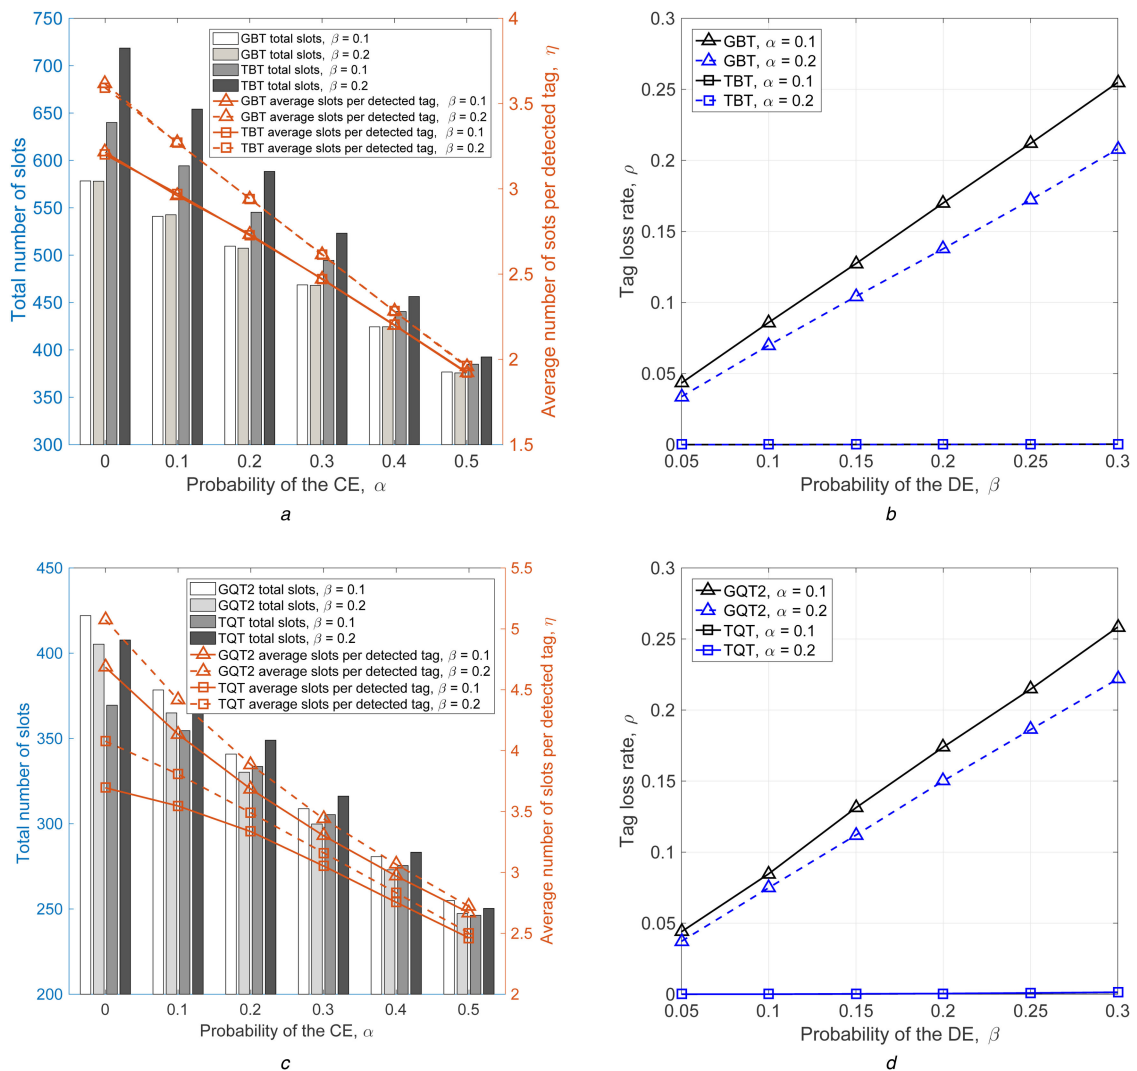 750
700
650
600
550
500
450
400
350
300
Total number of slots
4
3.5
3
2.5
2
1.5
Average number of sots per detected tag, η
GBT total slots, β = 0.1
GBT total slots, β = 0.2
TBT total slots, β = 0.1
TBT total slots, β = 0.2
GBT average slots per detected tag, β = 0.1
GBT average slots per detected tag, β = 0.2
TBT average slots per detected tag, β = 0.1
TBT average slots per detected tag, β = 0.2
0 0.1 0.2 0.3 0.4 0.5
Probability of the CE, α
a
0.3
0.25
0.2
0.15
0.1
0.05
0
Tag loss rate, ρ
GBT, α = 0.1
GBT, α = 0.2
TBT, α = 0.1
TBT, α = 0.2
0.05 0.1 0.15 0.2 0.25 0.3
Probability of the DE, β
b
450
400
350
300
250
200
Total number of slots
5.5
5
4.5
4
3.5
3
2.5
2
Average number of slots per detected tag, η
GQT2 total slots, β = 0.1
GQT2 total slots, β = 0.2
TQT total slots, β = 0.1
TQT total slots, β = 0.2
GQT2 average slots per detected tag, β = 0.1
GQT2 average slots per detected tag, β = 0.2
TQT average slots per detected tag, β = 0.1
TQT average slots per detected tag, β = 0.2
0 0.1 0.2 0.3 0.4 0.5
Probability of the CE, α
c
0.3
0.25
0.2
0.15
0.1
0.05
0
Tag loss rate, ρ
GQT2, α = 0.1
GQT2, α = 0.2
TQT, α = 0.1
TQT, α = 0.2
0.05 0.1 0.15 0.2 0.25 0.3
Probability of the DE, β
d